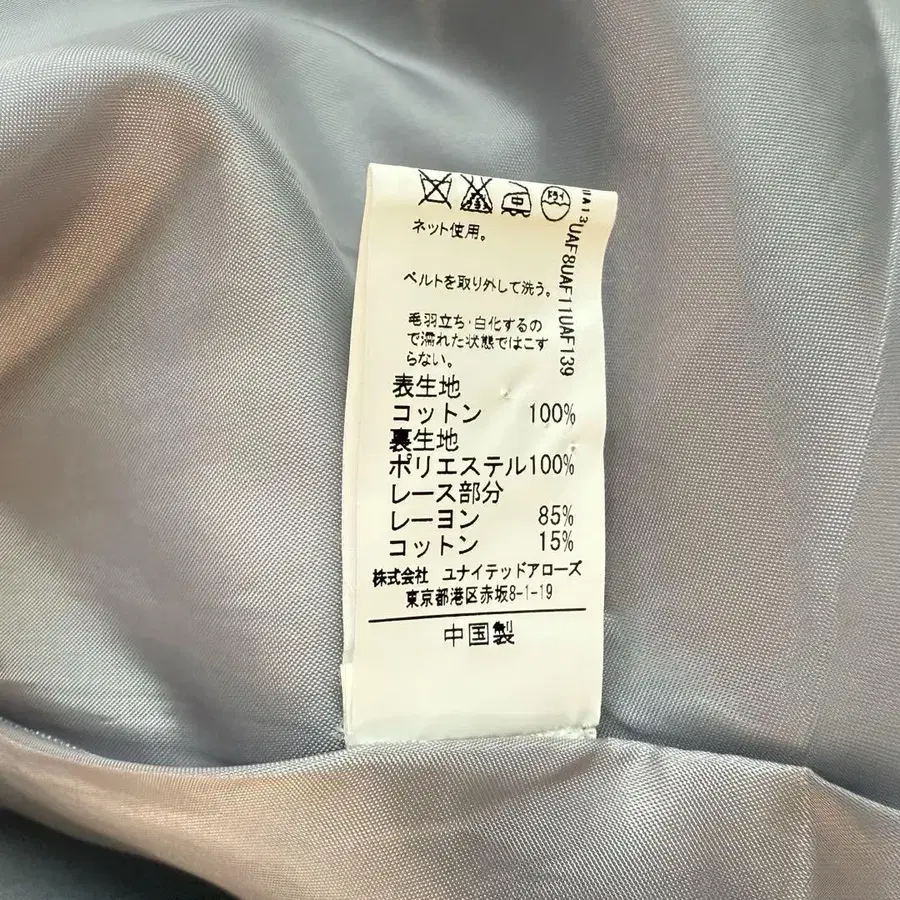 ネット使用。
ベルトを取り外して洗う。
毛羽立ち・白化するの
で濡れた状態ではこす
らない。
表生地
コットン 100%
裏生地
ポリエステル100%
レース部分
レーヨン 85%
コットン 15%
株式会社 ユナイテッドアローズ
東京都港区赤坂8-1-19
中国製
UAF8UAF11UAF139